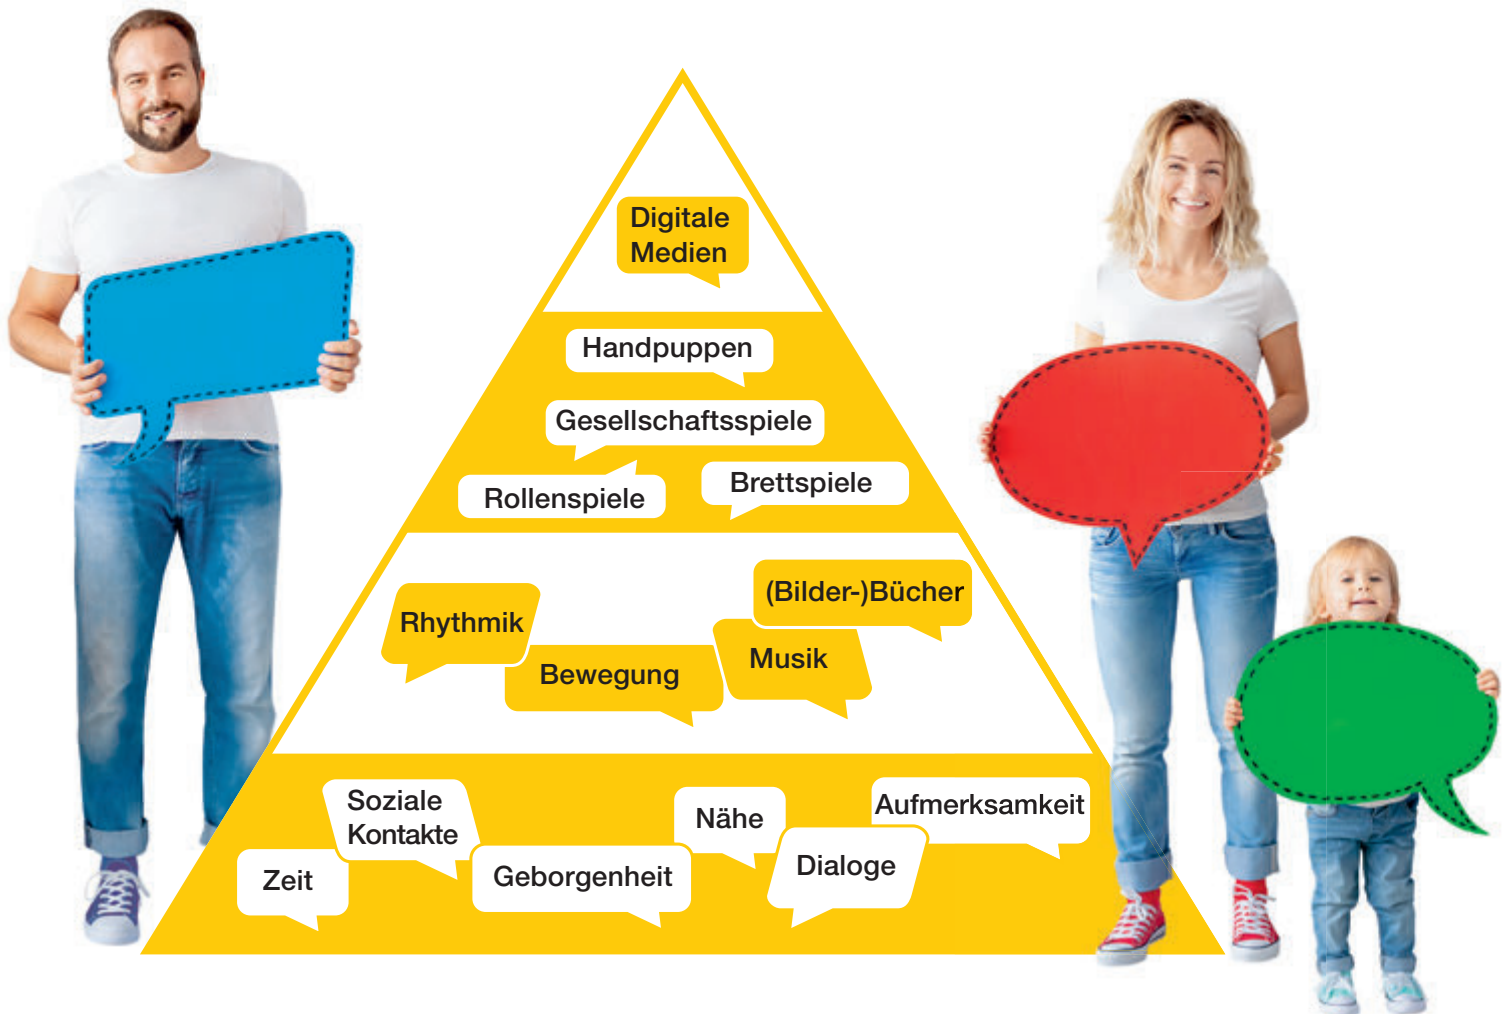 Digitale
Medien
Handpuppen
Gesellschaftsspiele
Rollenspiele
Brettspiele
(Bilder-)Bücher
Rhythmik
Bewegung
Musik
Soziale
Kontakte
Nähe
Aufmerksamkeit
Zeit
Geborgenheit
Dialoge